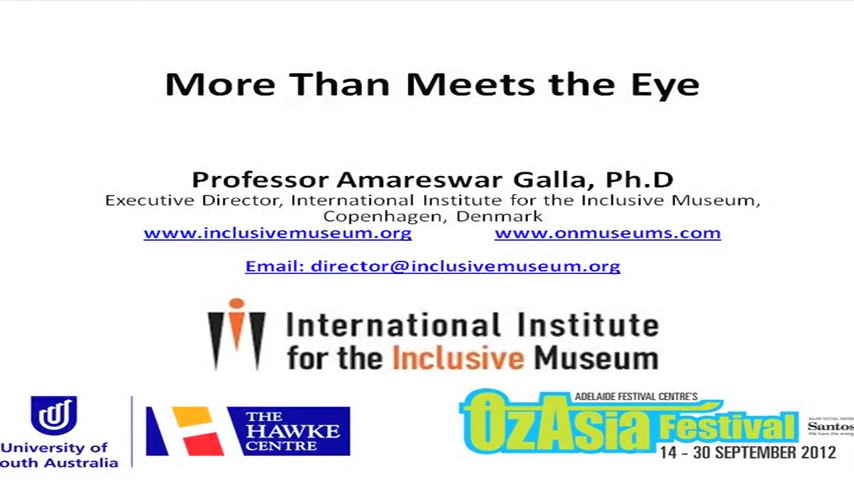 More Than Meets the Eye
Professor Amareswar Galla, Ph.D
Executive Director, International Institute for the Inclusive Museum,
Copenhagen, Denmark
www.inclusivemuseum.org www.onmuseums.com
Email: director@inclusivemuseum.org
International Institute
for the Inclusive Museum
University of
outh Australia
THE
HAWKE
CENTRE
ADELAIDE FESTIVAL CENTRE'S
OzAsia Festival
14 - 30 SEPTEMBER 2012
Santos